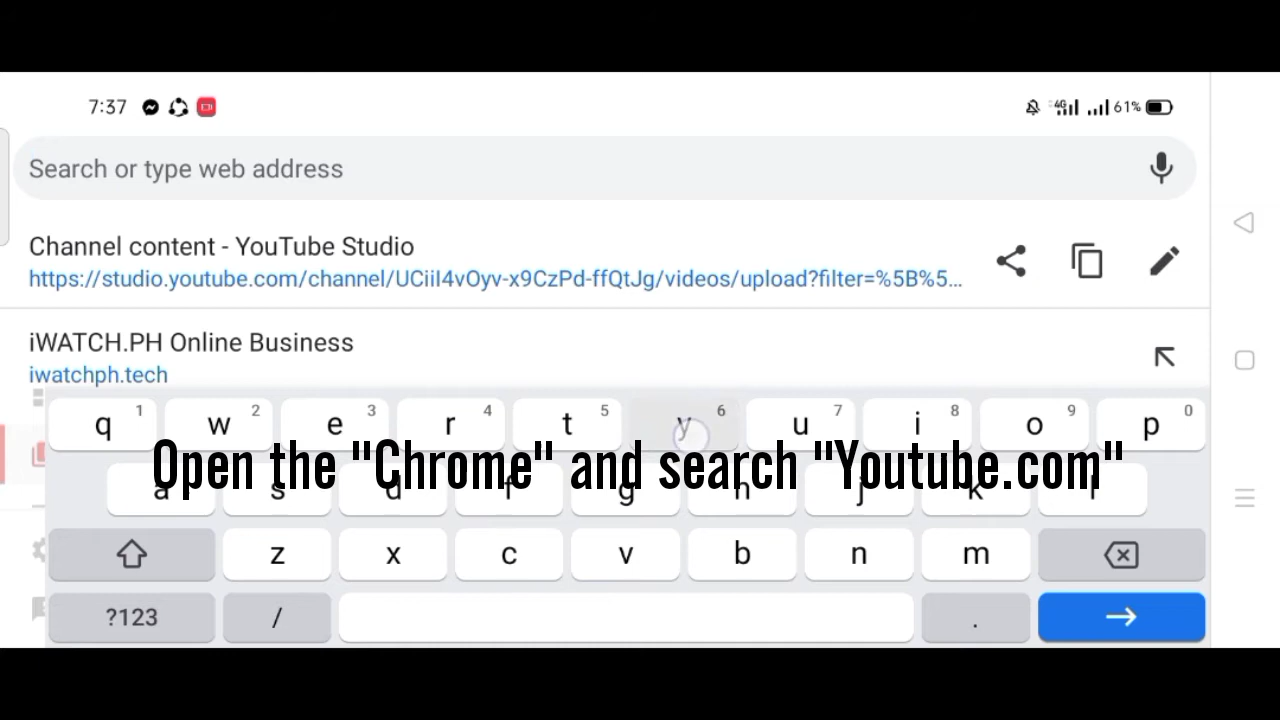 7:37
4G 61%
Search or type web address
Channel content - YouTube Studio
https://studio.youtube.com/channel/UCiiI4vOyv-x9CzPd-ffQtJg/videos/upload?filter=%5B%5...
iWATCH.PH Online Business
iwatchph.tech
q 1 w 2 e 3 r 4 t 5 y 6 u 7 i 8 o 9 p 0
Open the "Chrome" and search "Youtube.com"
a s d f g h j k l
z x c v b n m
?123 / .